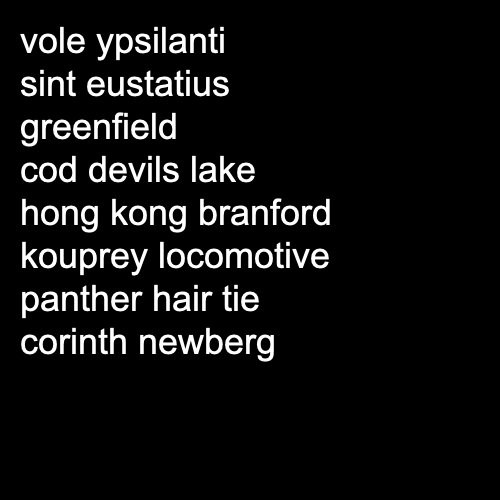 vole ypsilanti
sint eustatius
greenfield
cod devils lake
hong kong branford
kouprey locomotive
panther hair tie
corinth newberg